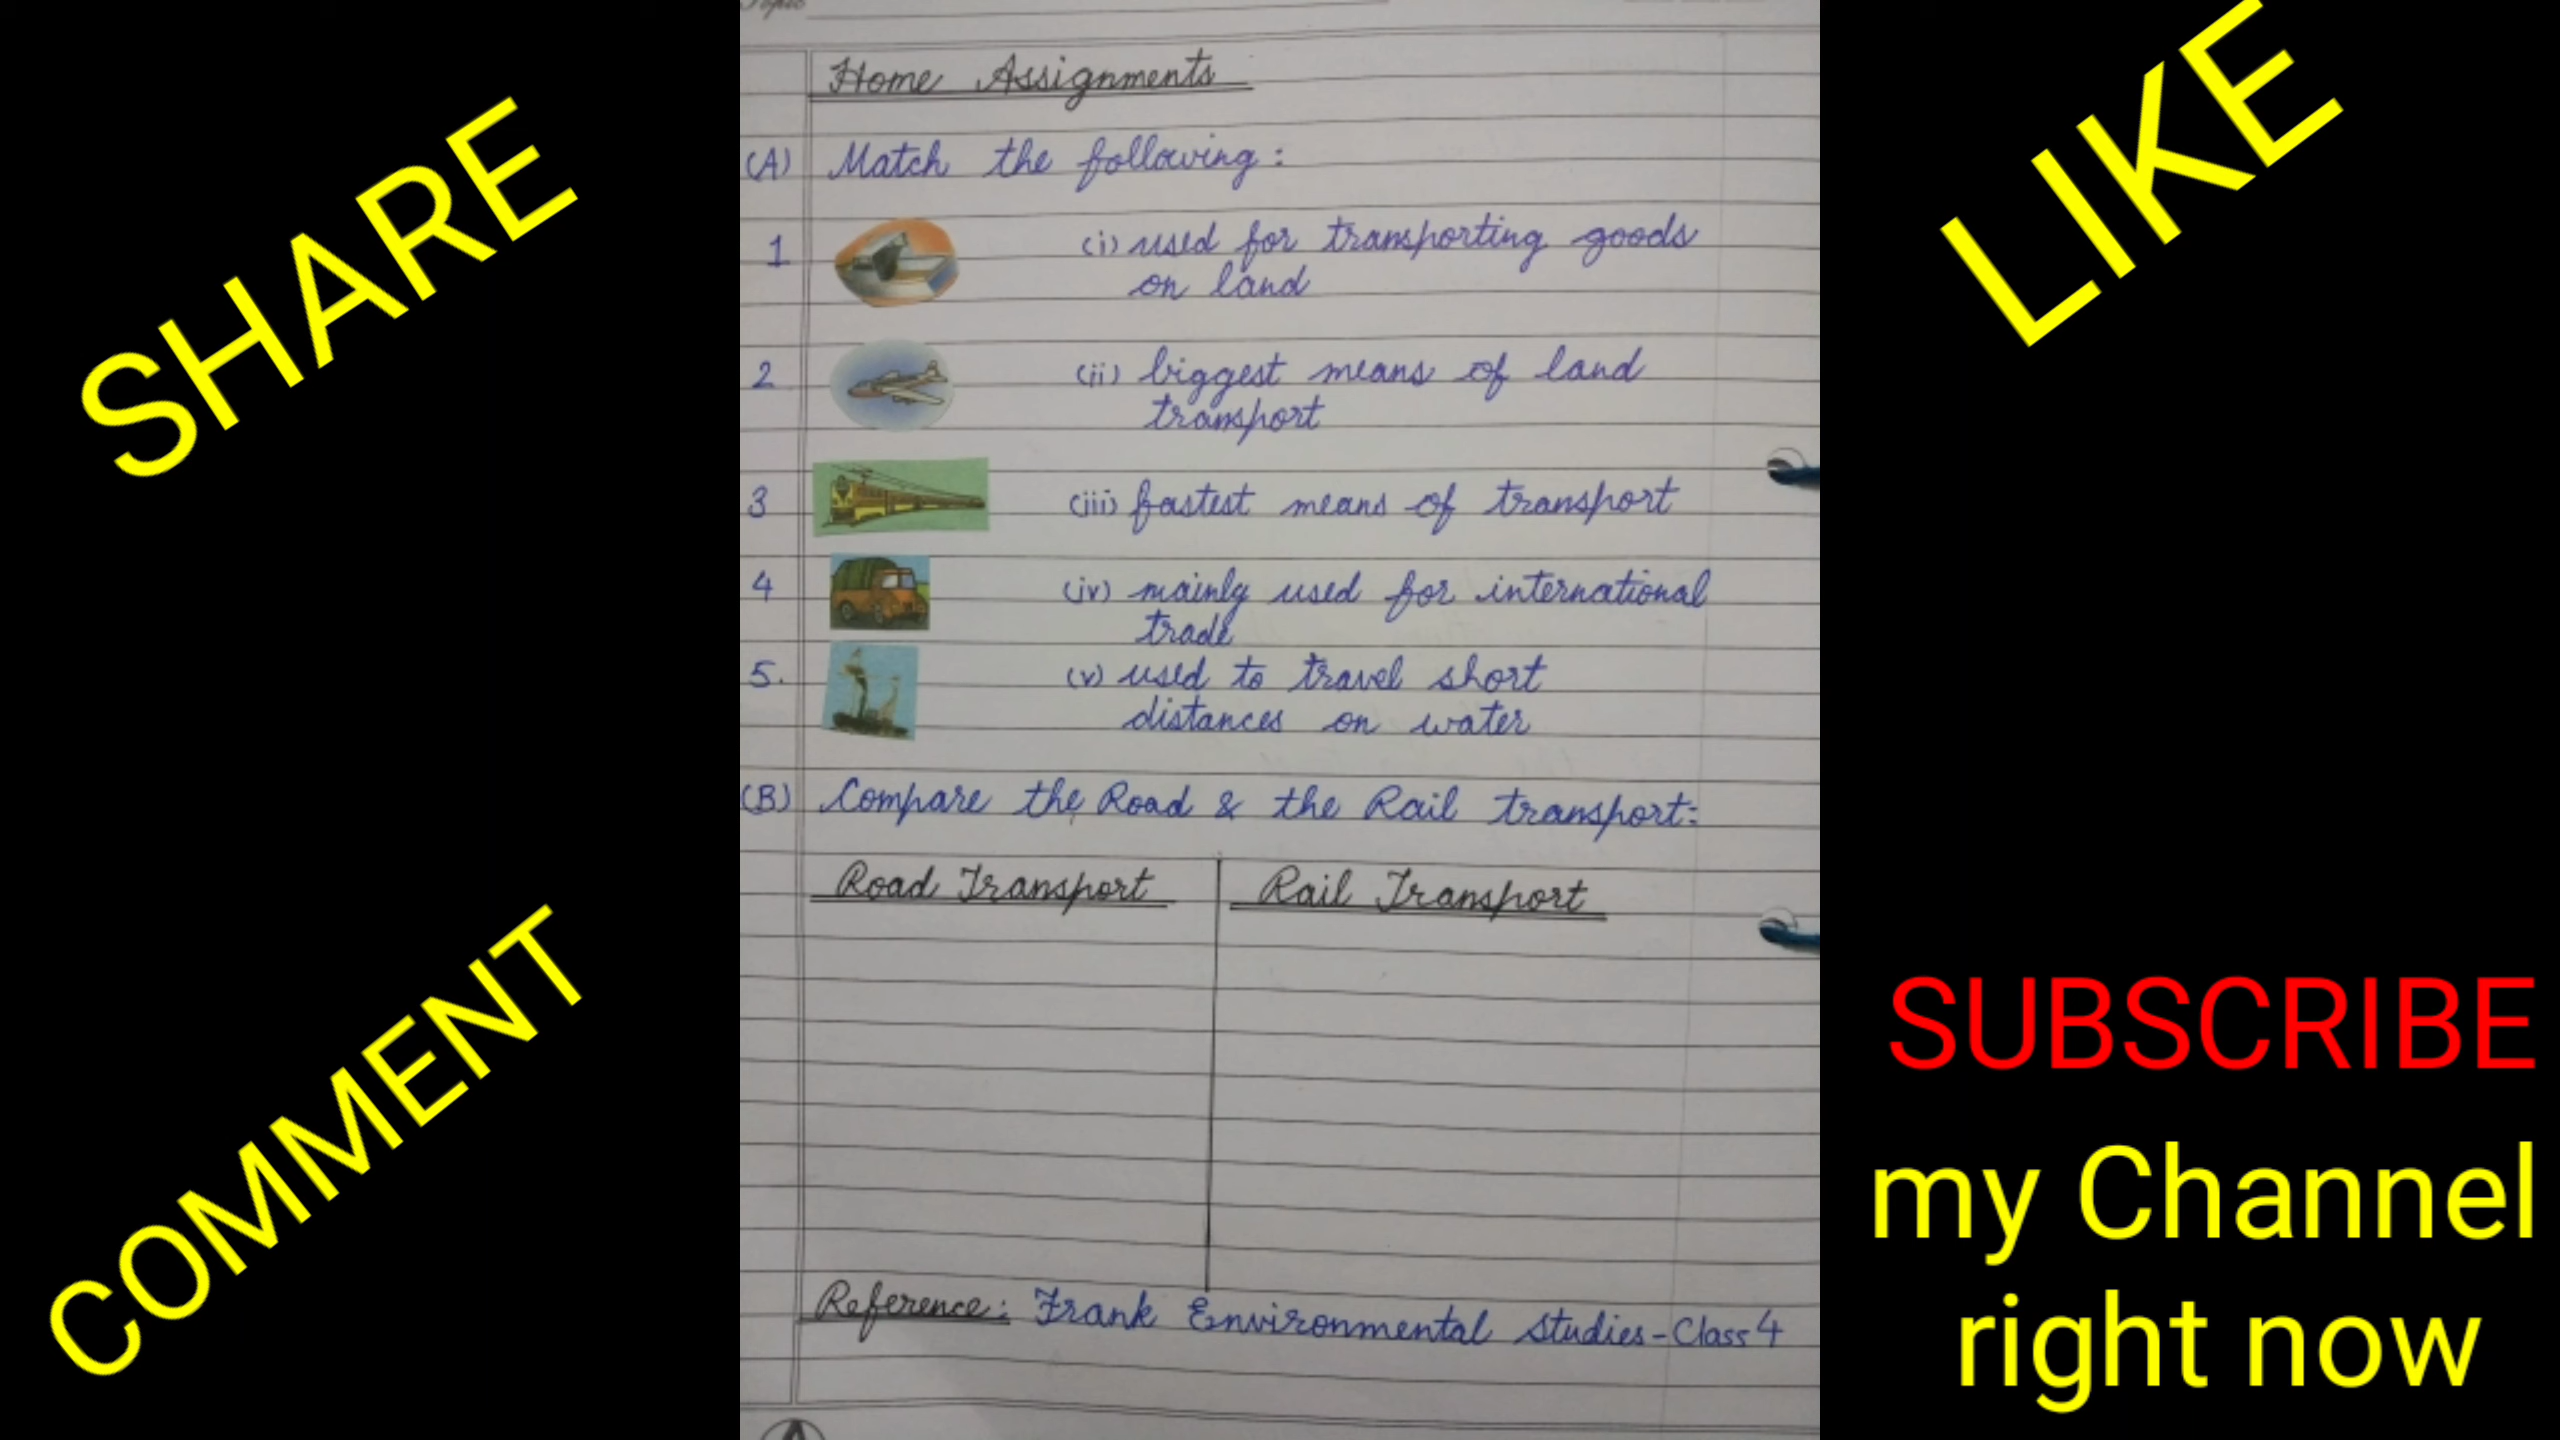 SHARE
LIKE
COMMENT
SUBSCRIBE
my Channel
right now
Topic
Home Assignments
(A) Match the following:
1 (i) used for transporting goods
on land
2 (ii) biggest means of land
transport
3 (iii) fastest means of transport
4 (iv) mainly used for international
trade
5. (v) used to travel short
distances on water
(B) Compare the Road & the Rail transport:
Road Transport Rail Transport
Reference: Frank Environmental Studies-Class 4